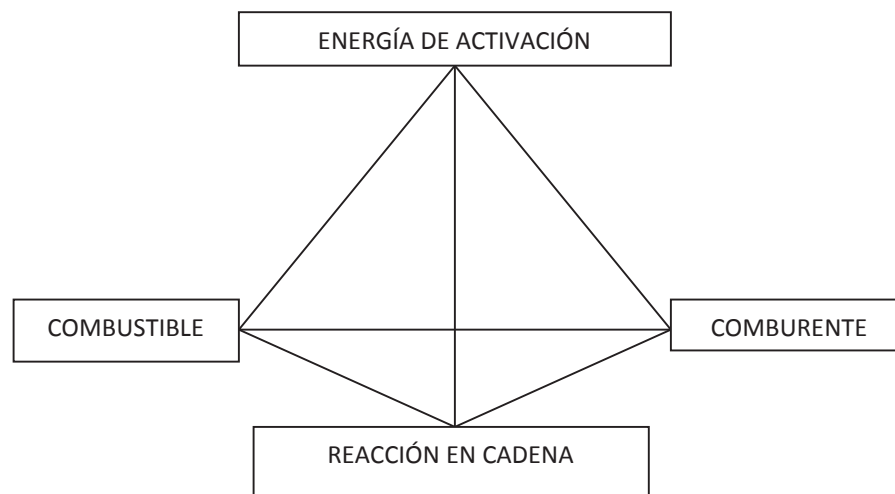 ENERGÍA DE ACTIVACIÓN
COMBUSTIBLE
COMBURENTE
REACCIÓN EN CADENA